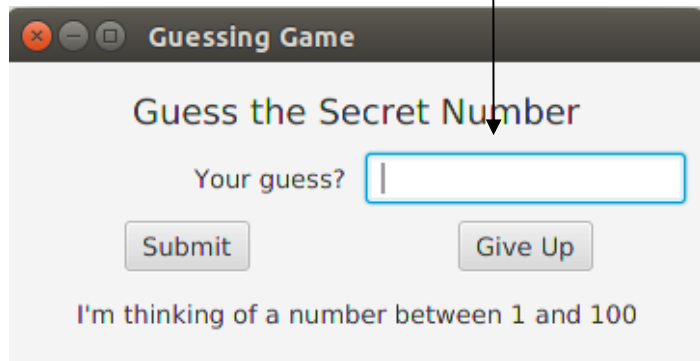 Guessing Game
Guess the Secret Number
Your guess?
Submit Give Up
I'm thinking of a number between 1 and 100